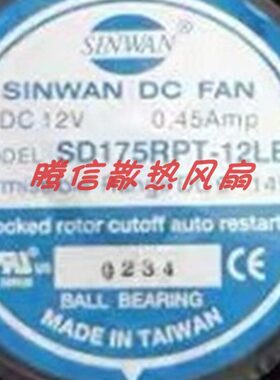 SINWAN®
SINWAN DC FAN
DC 12V 0.45Amp
MODEL SD175RPT-12LB
腾信散热风扇
Locked rotor cutoff auto restart
0234
CE
BALL BEARING
MADE IN TAIWAN